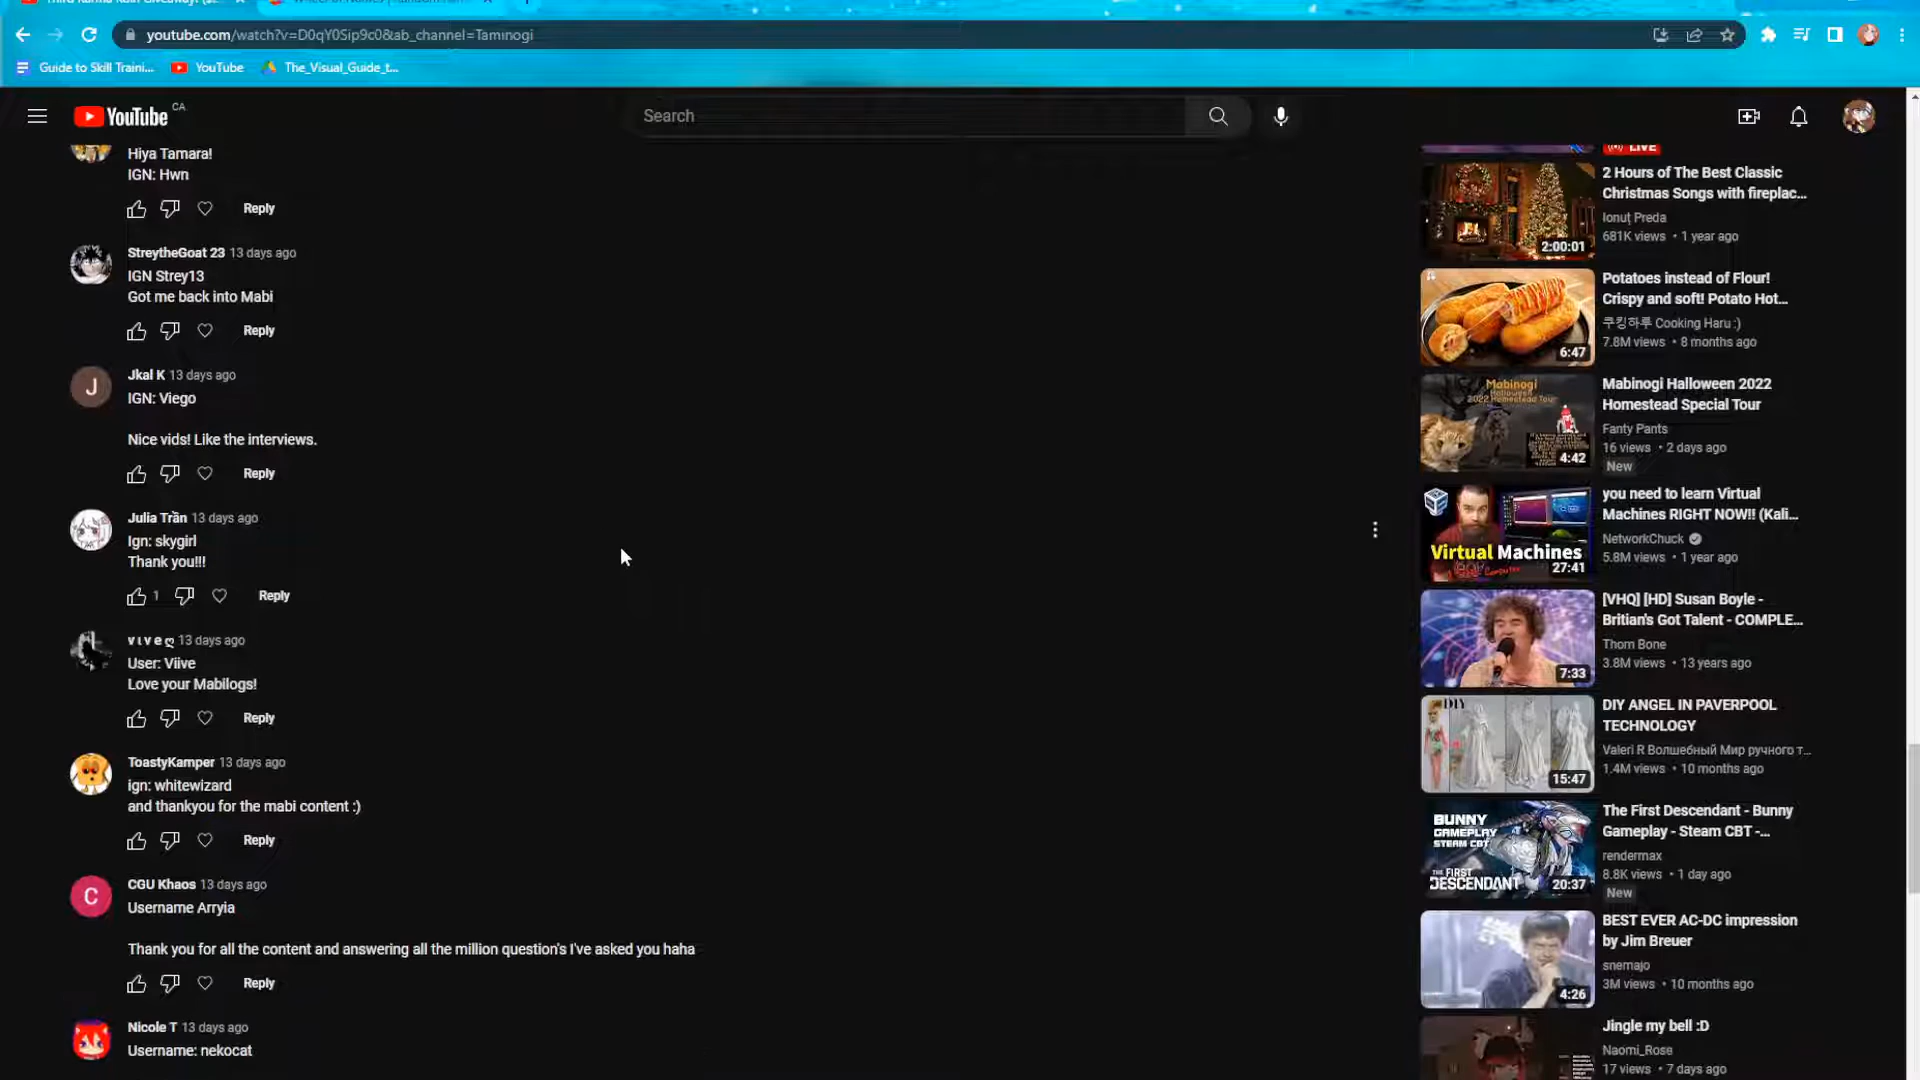 youtube.com/watch?v=D0qY0Sip9c0&ab_channel=Taminogi
Guide to Skill Traini...
YouTube
The_Visual_Guide_t...
YouTube CA
Search
Hiya Tamara!
IGN: Hwn
Reply
StreytheGoat 23 13 days ago
IGN Strey13
Got me back into Mabi
Reply
Jkal K 13 days ago
J
IGN: Viego
Nice vids! Like the interviews.
Reply
Julia Trần 13 days ago
Ign: skygirl
Thank you!!!
1 Reply
v ι v e ღ 13 days ago
User: Viive
Love your Mabilogs!
Reply
ToastyKamper 13 days ago
ign: whitewizard
and thankyou for the mabi content :)
Reply
CGU Khaos 13 days ago
C
Username Arryia
Thank you for all the content and answering all the million question's I've asked you haha
Reply
Nicole T 13 days ago
Username: nekocat
LIVE
2 Hours of The Best Classic
Christmas Songs with fireplac...
Ionuț Preda
681K views • 1 year ago
2:00:01
Potatoes instead of Flour!
Crispy and soft! Potato Hot...
쿠킹하루 Cooking Haru :)
7.8M views • 8 months ago
6:47
Mabinogi
Halloween
2022 Homestead Tour
Mabinogi Halloween 2022
Homestead Special Tour
Fanty Pants
16 views • 2 days ago
New
4:42
you need to learn Virtual
Machines RIGHT NOW!! (Kali...
NetworkChuck
5.8M views • 1 year ago
Virtual Machines
27:41
[VHQ] [HD] Susan Boyle -
Britian's Got Talent - COMPLE...
Thom Bone
3.8M views • 13 years ago
7:33
DIY
DIY ANGEL IN PAVERPOOL
TECHNOLOGY
Valeri R Волшебный Мир ручного т...
1.4M views • 10 months ago
15:47
BUNNY
GAMEPLAY
STEAM CBT
THE FIRST
DESCENDANT
20:37
The First Descendant - Bunny
Gameplay - Steam CBT -...
rendermax
8.8K views • 1 day ago
New
BEST EVER AC-DC impression
by Jim Breuer
snemajo
3M views • 10 months ago
4:26
Jingle my bell :D
Naomi_Rose
17 views • 7 days ago